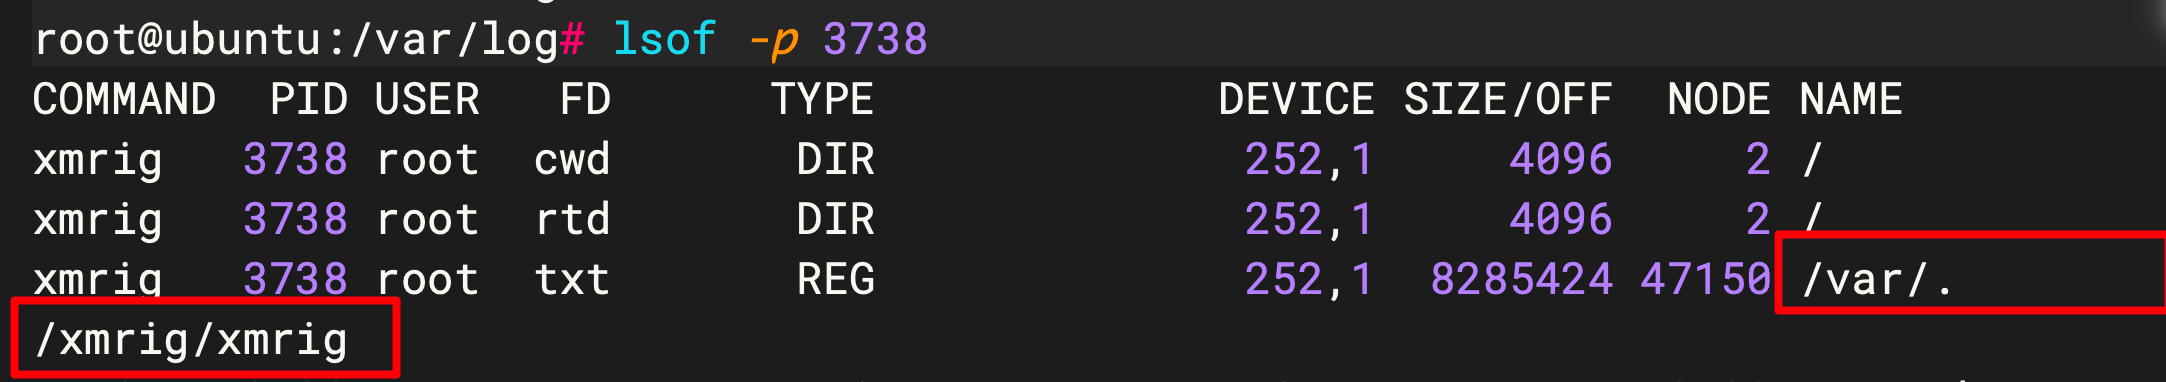 root@ubuntu:/var/log# lsof -p 3738
COMMAND  PID USER   FD      TYPE             DEVICE SIZE/OFF  NODE NAME
xmrig   3738 root  cwd       DIR              252,1     4096     2 /
xmrig   3738 root  rtd       DIR              252,1     4096     2 /
xmrig   3738 root  txt       REG              252,1  8285424 47150 /var/.
/xmrig/xmrig